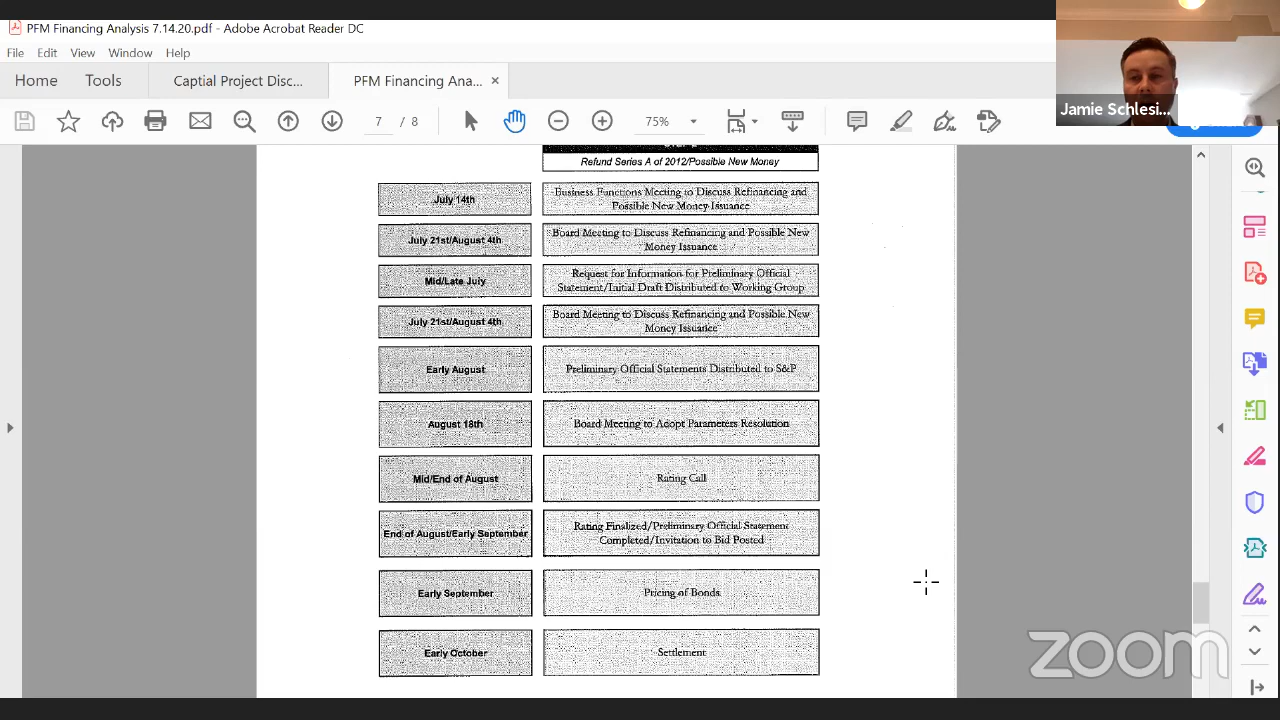 PFM Financing Analysis 7.14.20.pdf - Adobe Acrobat Reader DC
File Edit View Window Help
Home Tools Captial Project Disc... PFM Financing Ana... ×
7 / 8 75%
Jamie Schlesi...
Refund Series A of 2012/Possible New Money
July 14th
Business Functions Meeting to Discuss Refinancing and
Possible New Money Issuance
July 21st/August 4th
Board Meeting to Discuss Refinancing and Possible New
Money Issuance
Mid/Late July
Request for Information for Preliminary Official
Statement/Initial Draft Distributed to Working Group
July 21st/August 4th
Board Meeting to Discuss Refinancing and Possible New
Money Issuance
Early August
Preliminary Official Statements Distributed to S&P
August 18th
Board Meeting to Adopt Parameters Resolution
Mid/End of August
Rating Call
End of August/Early September
Rating Finalized/Preliminary Official Statement
Completed/Invitation to Bid Posted
Early September
Pricing of Bonds
Early October
Settlement
zoom